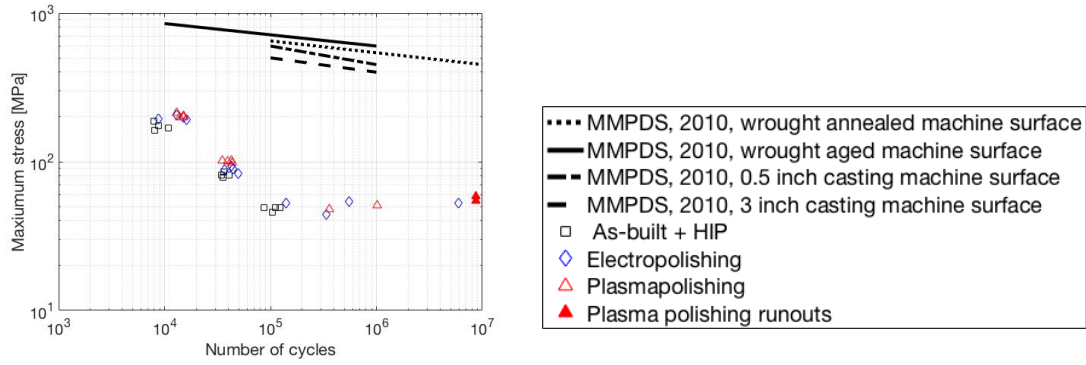 10³
10²
10¹
Maxiumum stress [MPa]
10³ 10⁴ 10⁵ 10⁶ 10⁷
Number of cycles
MMPDS, 2010, wrought annealed machine surface
MMPDS, 2010, wrought aged machine surface
MMPDS, 2010, 0.5 inch casting machine surface
MMPDS, 2010, 3 inch casting machine surface
As-built + HIP
Electropolishing
Plasmapolishing
Plasma polishing runouts